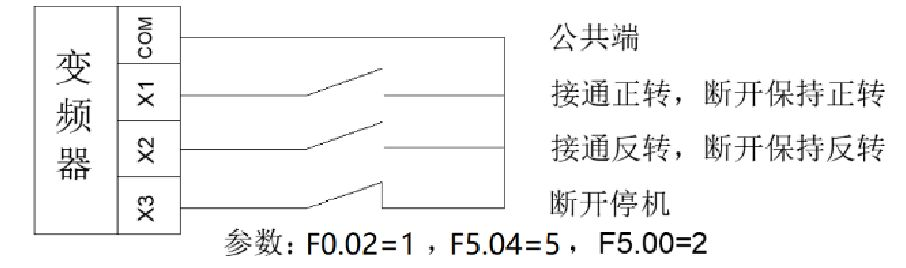 变频器
COM
公共端
X1
接通正转，断开保持正转
X2
接通反转，断开保持反转
X3
断开停机
参数: F0.02=1，F5.04=5，F5.00=2